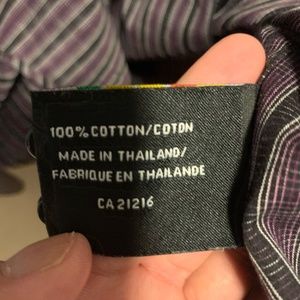 100% COTTON/COTON
MADE IN THAILAND/
FABRIQUE EN THAILANDE
CA 21216